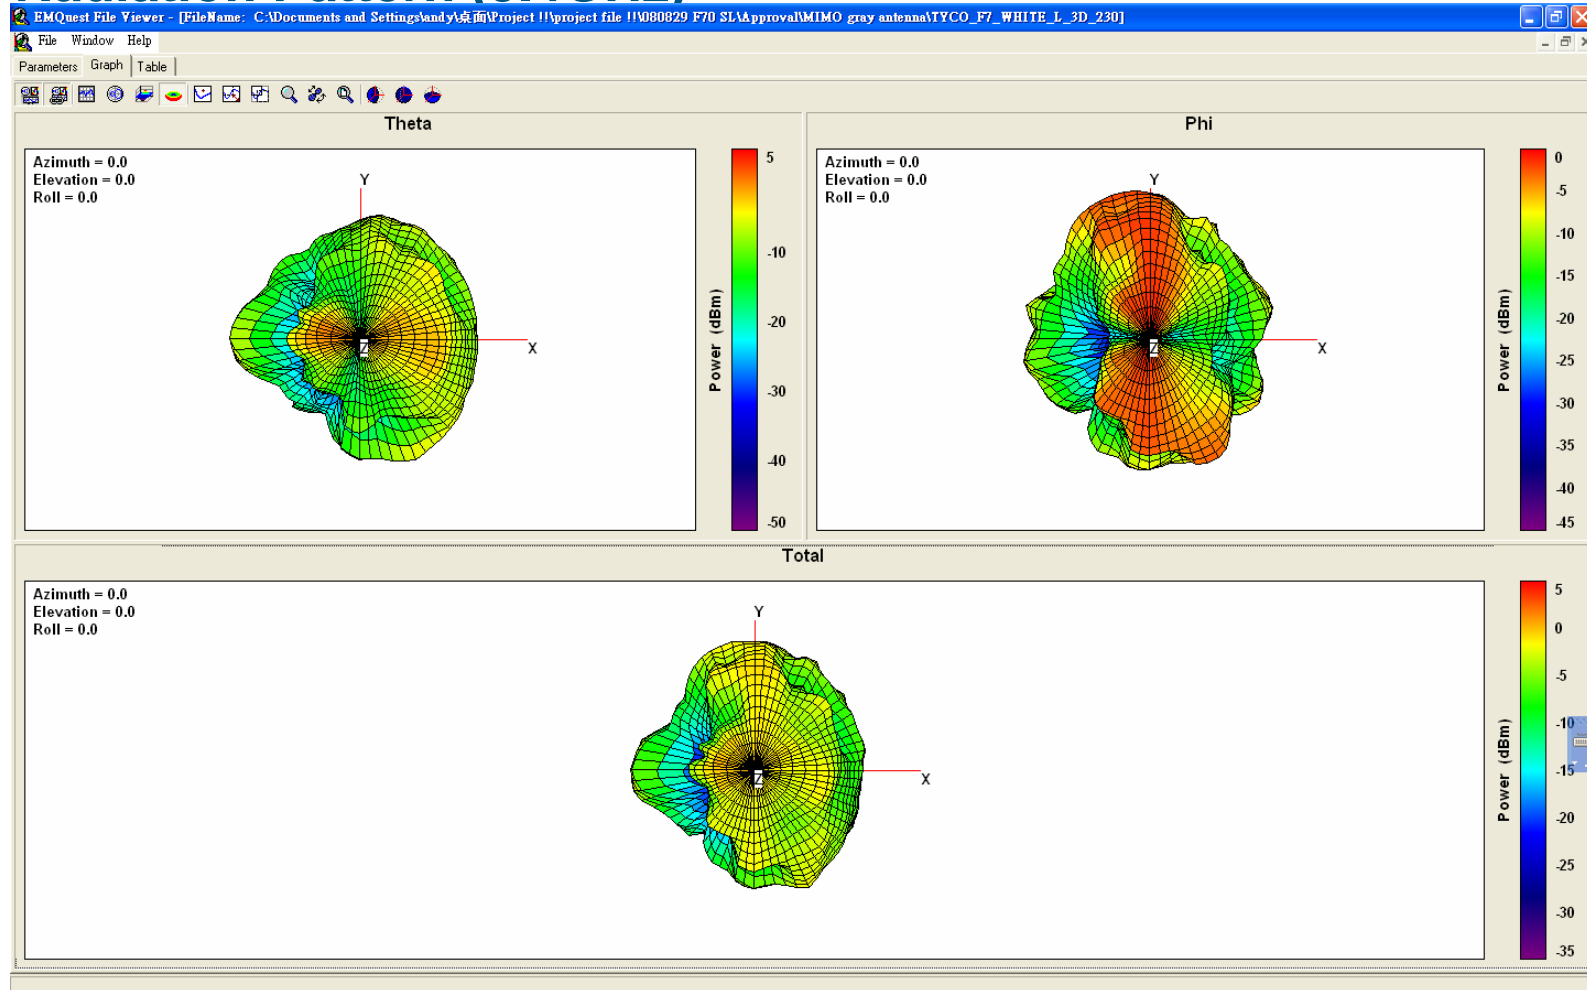 EMQuest File Viewer - [FileName: C:\Documents and Settings\andy\桌面\Project !!\project file !!\080829 F70 SL\Approval\MIMO gray antenna\TYCO_F7_WHITE_L_3D_230]
File Window Help
Parameters Graph Table
Theta
Azimuth = 0.0
Elevation = 0.0
Roll = 0.0
Y
X
Z
5
-10
-20
-30
-40
-50
Power (dBm)
Phi
Azimuth = 0.0
Elevation = 0.0
Roll = 0.0
Y
X
Z
0
-5
-10
-15
-20
-25
-30
-35
-40
-45
Power (dBm)
Total
Azimuth = 0.0
Elevation = 0.0
Roll = 0.0
Y
X
Z
5
0
-5
-10
-15
-20
-25
-30
-35
Power (dBm)